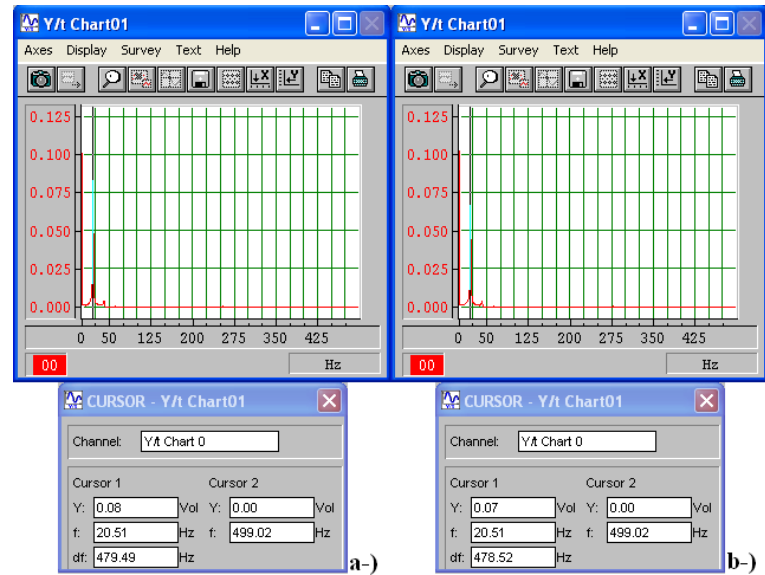 Y/t Chart01
Axes Display Survey Text Help
0.125
0.100
0.075
0.050
0.025
0.000
0 50 125 200 275 350 425
00 Hz
CURSOR - Y/t Chart01
Channel: Y/t Chart 0
Cursor 1 Cursor 2
Y: 0.08 Vol Y: 0.00 Vol
f: 20.51 Hz f: 499.02 Hz
df: 479.49 Hz
a-)
Y/t Chart01
Axes Display Survey Text Help
0.125
0.100
0.075
0.050
0.025
0.000
0 50 125 200 275 350 425
00 Hz
CURSOR - Y/t Chart01
Channel: Y/t Chart 0
Cursor 1 Cursor 2
Y: 0.07 Vol Y: 0.00 Vol
f: 20.51 Hz f: 499.02 Hz
df: 478.52 Hz
b-)